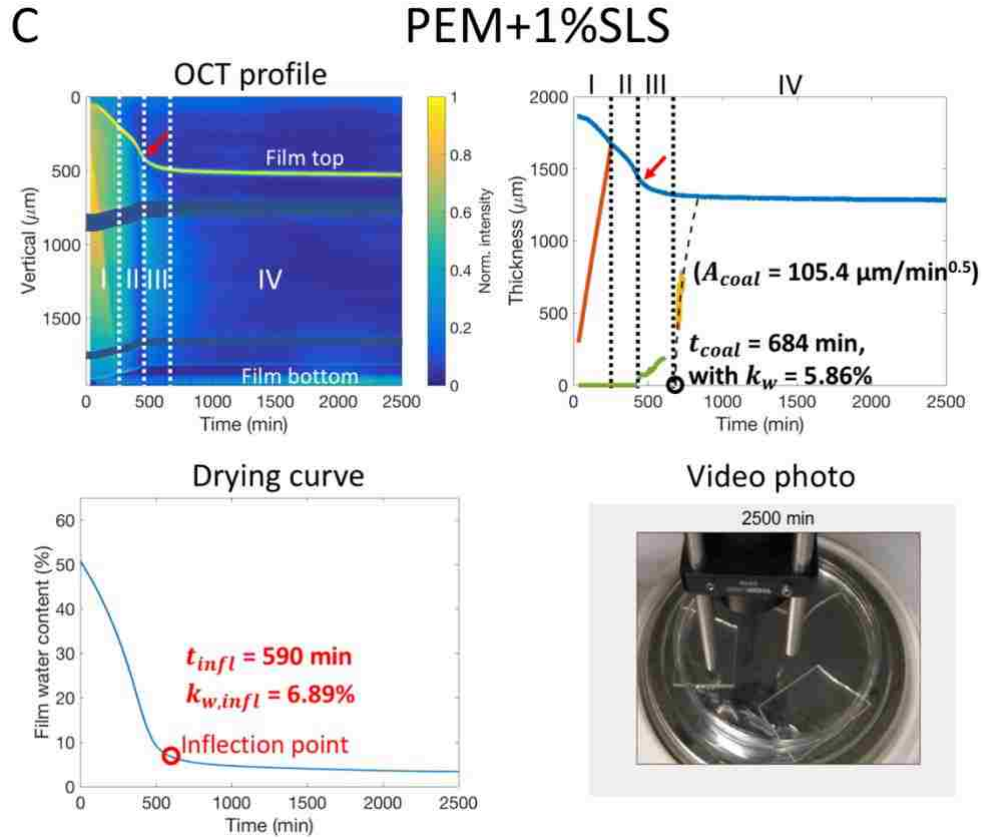 C
PEM+1%SLS
OCT profile
0
500
1000
1500
Vertical (μm)
Film top
I
II
III
IV
Film bottom
0
500
1000
1500
2000
2500
Time (min)
1
0.8
0.6
0.4
0.2
0
Norm. intensity
I
II
III
IV
2000
1500
1000
500
0
Thickness (μm)
(A_coal = 105.4 μm/min^0.5)
t_coal = 684 min,
with k_w = 5.86%
0
500
1000
1500
2000
2500
Time (min)
Drying curve
60
50
40
30
20
10
0
Film water content (%)
t_infl = 590 min
k_w,infl = 6.89%
Inflection point
0
500
1000
1500
2000
2500
Time (min)
Video photo
2500 min